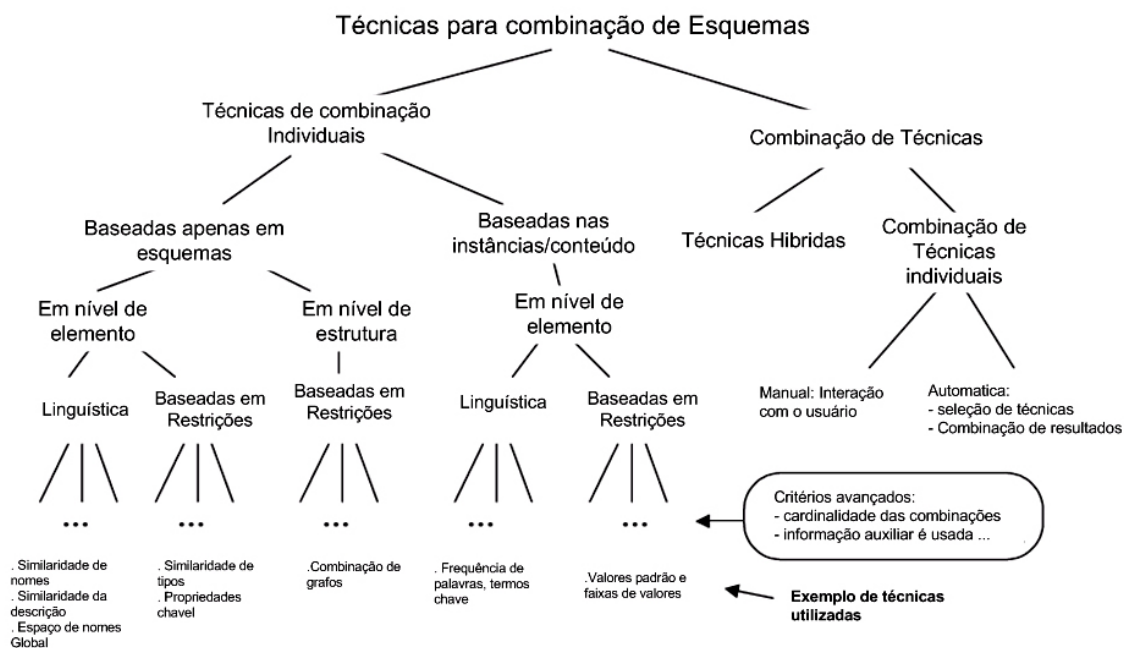 Técnicas para combinação de Esquemas
Técnicas de combinação
Individuais
Combinação de Técnicas
Baseadas apenas em
esquemas
Baseadas nas
instâncias/conteúdo
Técnicas Hibridas
Combinação de
Técnicas
individuais
Em nível de
elemento
Em nível de
estrutura
Em nível de
elemento
Linguística
Baseadas em
Restrições
Baseadas em
Restrições
Linguística
Baseadas em
Restrições
Manual: Interação
com o usuário
Automatica:
- seleção de técnicas
- Combinação de resultados
...
...
...
...
...
Critérios avançados:
- cardinalidade das combinações
- informação auxiliar é usada ...
. Similaridade de
nomes
. Similaridade da
descrição
. Espaço de nomes
Global
. Similaridade de
tipos
. Propriedades
chavel
.Combinação de
grafos
. Frequência de
palavras, termos
chave
.Valores padrão e
faixas de valores
Exemplo de técnicas
utilizadas